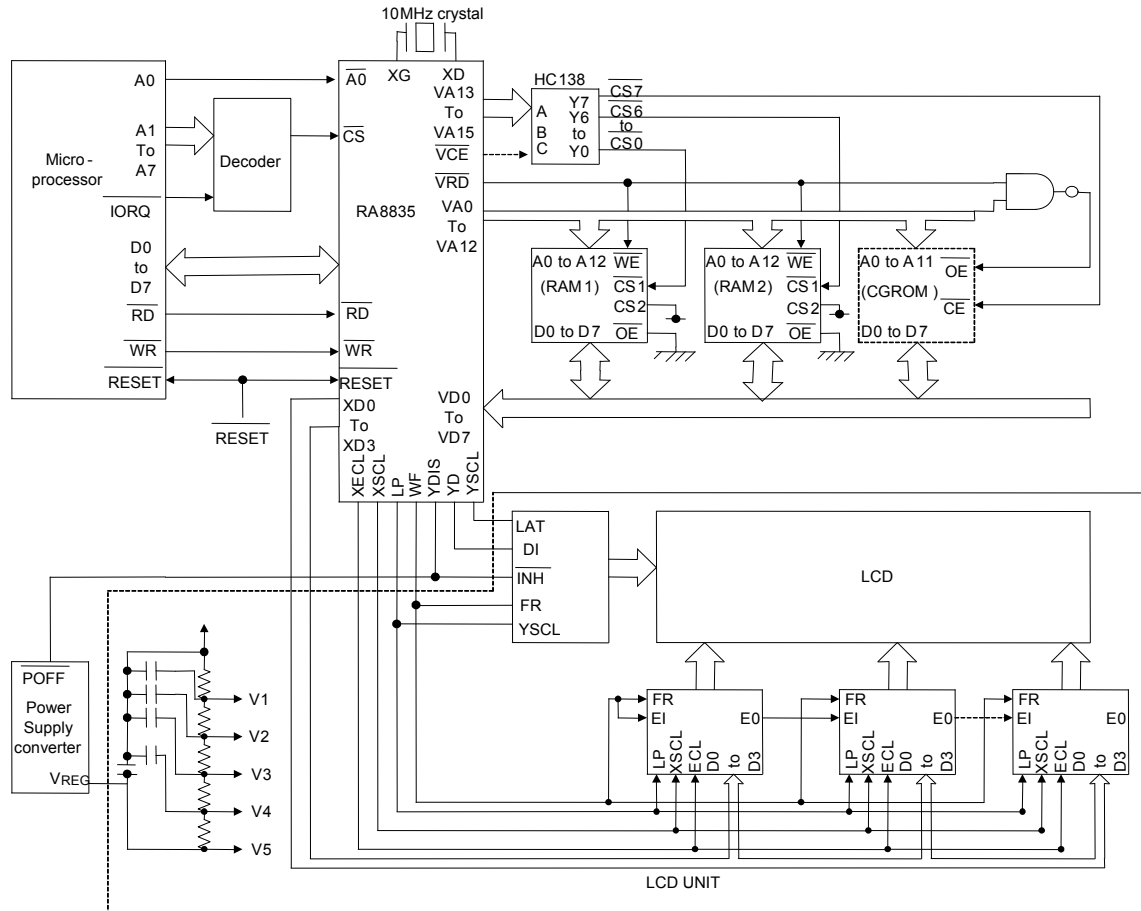 10MHz crystal
Micro-
processor
A0
A1
To
A7
IORQ
D0
to
D7
RD
WR
RESET
Decoder
RESET
RA8835
XG
XD
A0
CS
RD
WR
RESET
XD0
To
XD3
VA13
To
VA15
VCE
VRD
VA0
To
VA12
VD0
To
VD7
XECL
XSCL
LP
WF
YDIS
YD
YSCL
HC138
A
B
C
Y7
Y6
to
Y0
CS7
CS6
to
CS0
A0 to A12
(RAM1)
D0 to D7
WE
CS1
CS2
OE
A0 to A12
(RAM2)
D0 to D7
WE
CS1
CS2
OE
A0 to A11
(CGROM)
D0 to D7
OE
CE
LAT
DI
INH
FR
YSCL
LCD
POFF
Power
Supply
converter
VREG
V1
V2
V3
V4
V5
FR
EI
E0
LP
XSCL
ECL
D0
to
D3
FR
EI
E0
LP
XSCL
ECL
D0
to
D3
FR
EI
E0
LP
XSCL
ECL
D0
to
D3
LCD UNIT